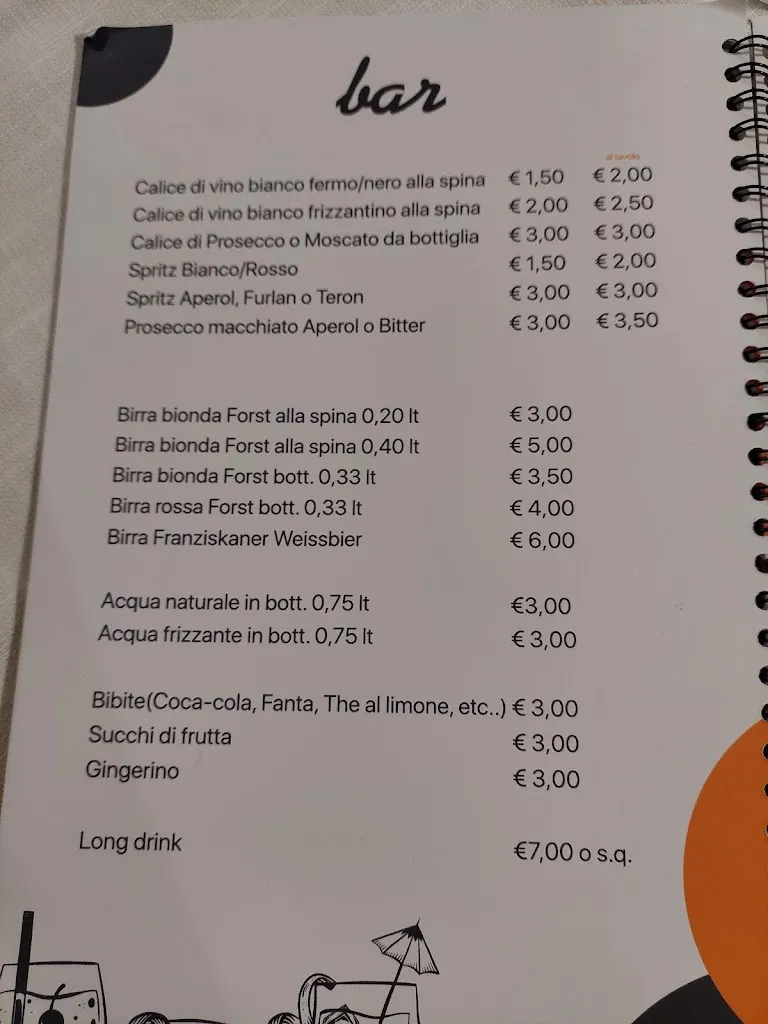 bar
al tavolo
Calice di vino bianco fermo/nero alla spina € 1,50 € 2,00
Calice di vino bianco frizzantino alla spina € 2,00 € 2,50
Calice di Prosecco o Moscato da bottiglia € 3,00 € 3,00
Spritz Bianco/Rosso € 1,50 € 2,00
Spritz Aperol, Furlan o Teron € 3,00 € 3,00
Prosecco macchiato Aperol o Bitter € 3,00 € 3,50
Birra bionda Forst alla spina 0,20 lt € 3,00
Birra bionda Forst alla spina 0,40 lt € 5,00
Birra bionda Forst bott. 0,33 lt € 3,50
Birra rossa Forst bott. 0,33 lt € 4,00
Birra Franziskaner Weissbier € 6,00
Acqua naturale in bott. 0,75 lt €3,00
Acqua frizzante in bott. 0,75 lt € 3,00
Bibite(Coca-cola, Fanta, The al limone, etc..) € 3,00
Succhi di frutta € 3,00
Gingerino € 3,00
Long drink €7,00 o s.q.